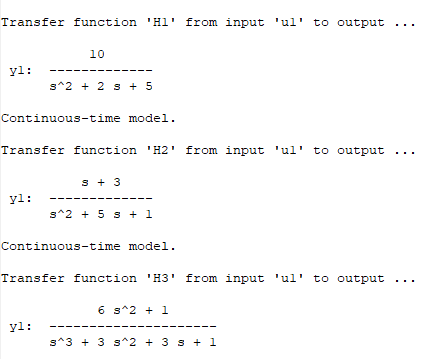 Transfer function 'H1' from input 'u1' to output ...
10
y1: -------------
s^2 + 2 s + 5
Continuous-time model.
Transfer function 'H2' from input 'u1' to output ...
s + 3
y1: -------------
s^2 + 5 s + 1
Continuous-time model.
Transfer function 'H3' from input 'u1' to output ...
6 s^2 + 1
y1: ---------------------
s^3 + 3 s^2 + 3 s + 1